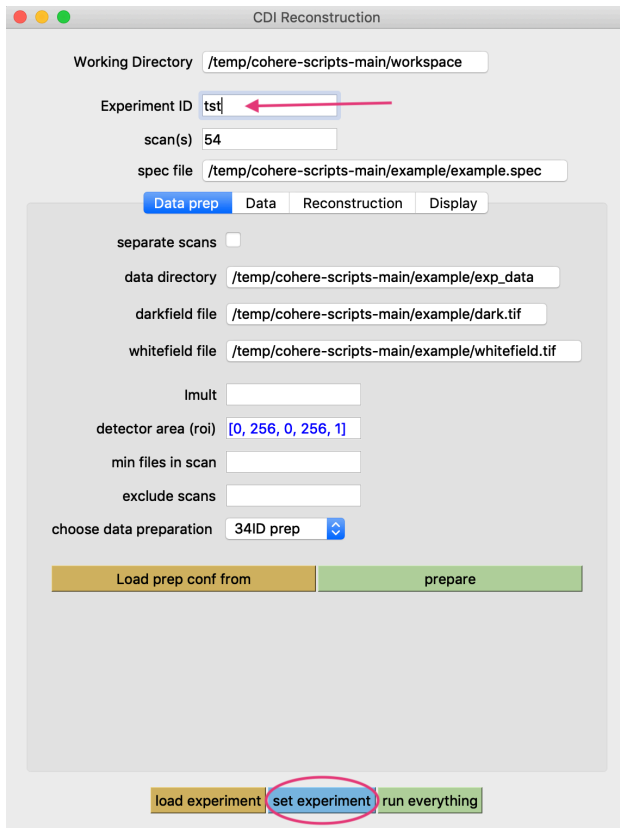 CDI Reconstruction
Working Directory /temp/cohere-scripts-main/workspace
Experiment ID tst
scan(s) 54
spec file /temp/cohere-scripts-main/example/example.spec
Data prep Data Reconstruction Display
separate scans
data directory /temp/cohere-scripts-main/example/exp_data
darkfield file /temp/cohere-scripts-main/example/dark.tif
whitefield file /temp/cohere-scripts-main/example/whitefield.tif
Imult
detector area (roi) [0, 256, 0, 256, 1]
min files in scan
exclude scans
choose data preparation 34ID prep
Load prep conf from prepare
load experiment set experiment run everything